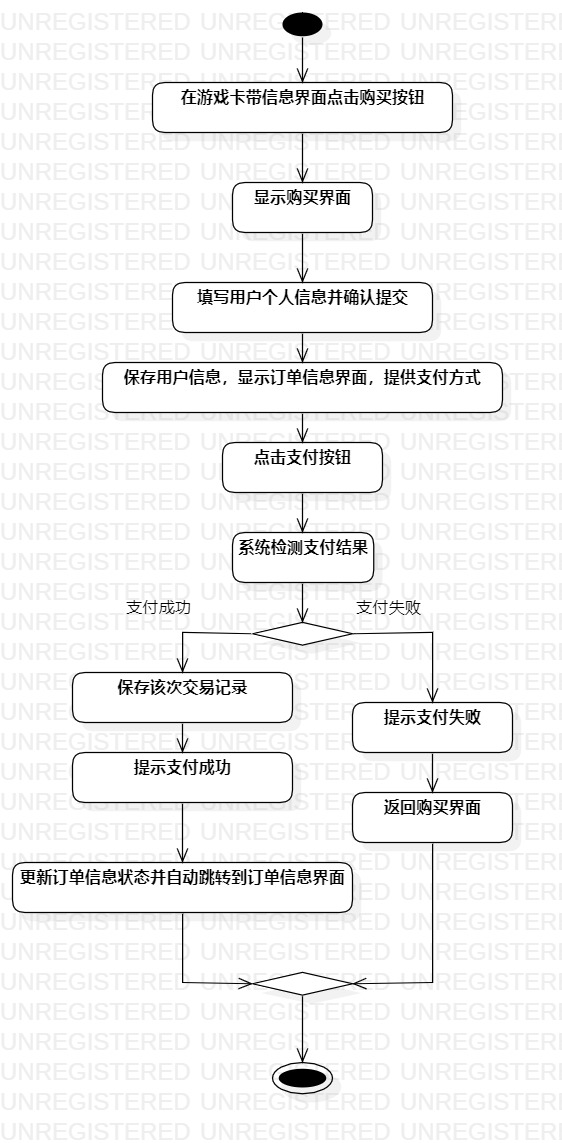 在游戏卡带信息界面点击购买按钮
显示购买界面
填写用户个人信息并确认提交
保存用户信息，显示订单信息界面，提供支付方式
点击支付按钮
系统检测支付结果
支付成功
支付失败
保存该次交易记录
提示支付失败
提示支付成功
返回购买界面
更新订单信息状态并自动跳转到订单信息界面
UNREGISTERED